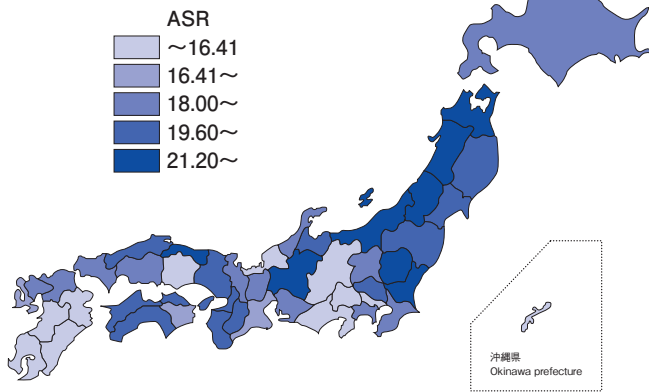 ASR
～16.41
16.41～
18.00～
19.60～
21.20～
沖縄県
Okinawa prefecture